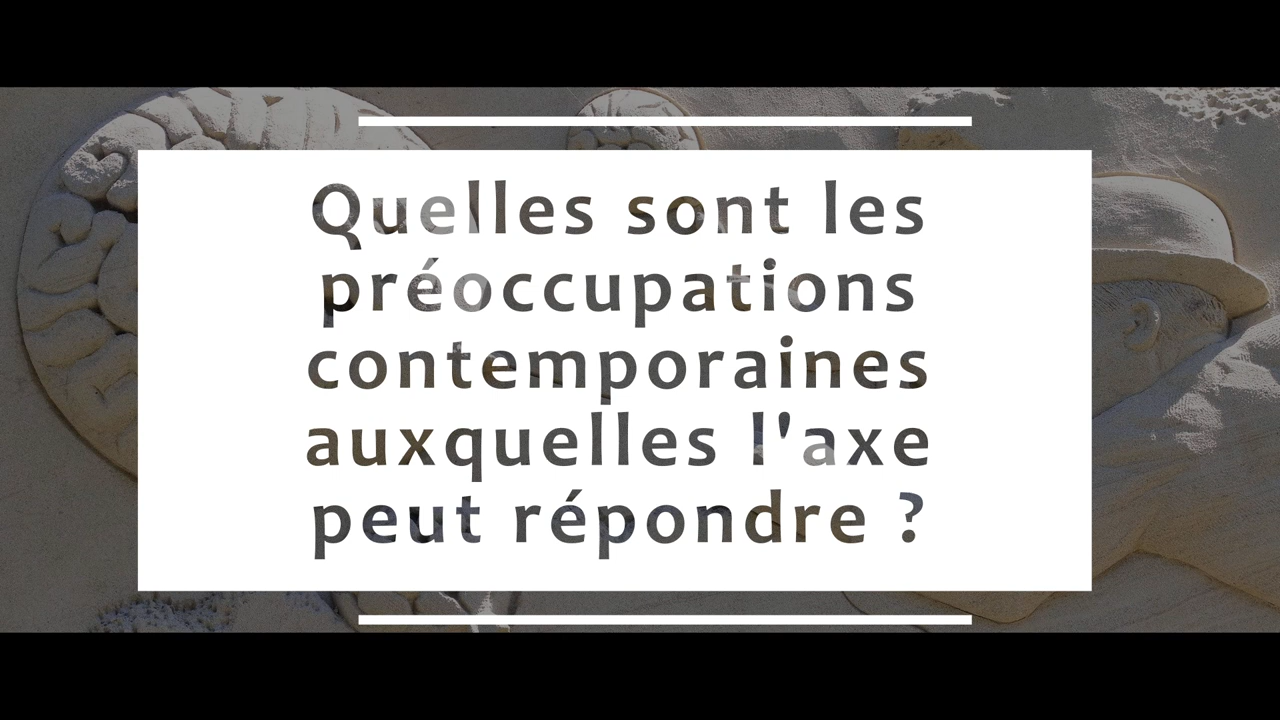 Quelles sont les
préoccupations
contemporaines
auxquelles l'axe
peut répondre ?